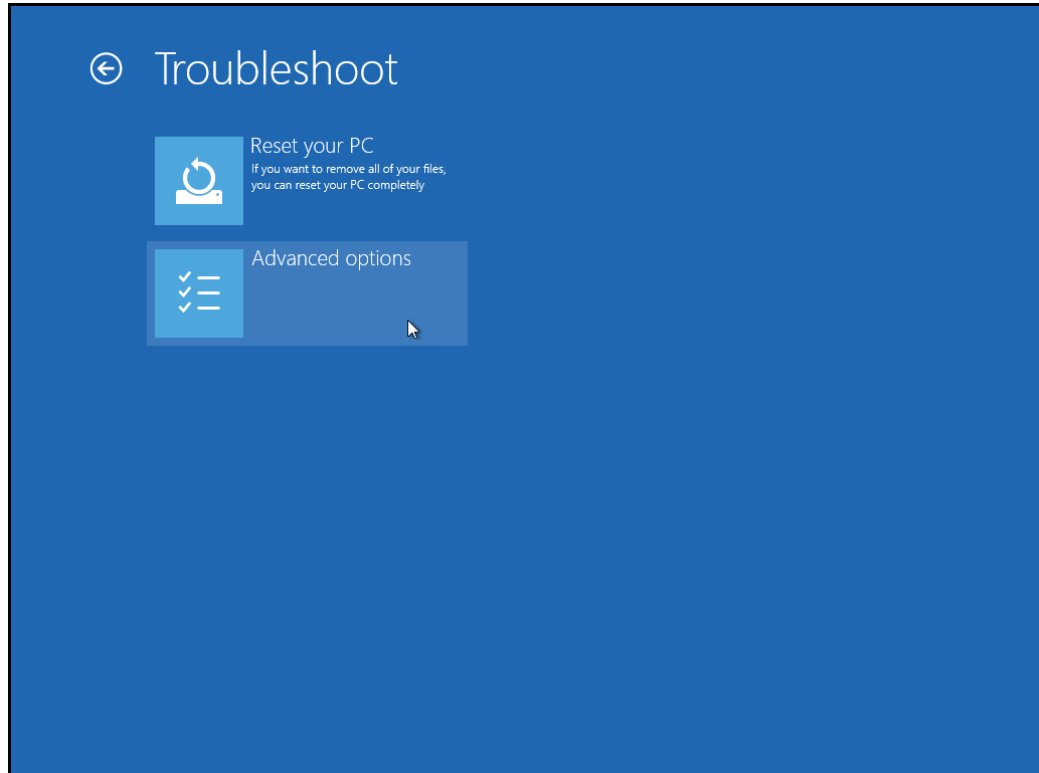 Troubleshoot
Reset your PC
If you want to remove all of your files,
you can reset your PC completely
Advanced options